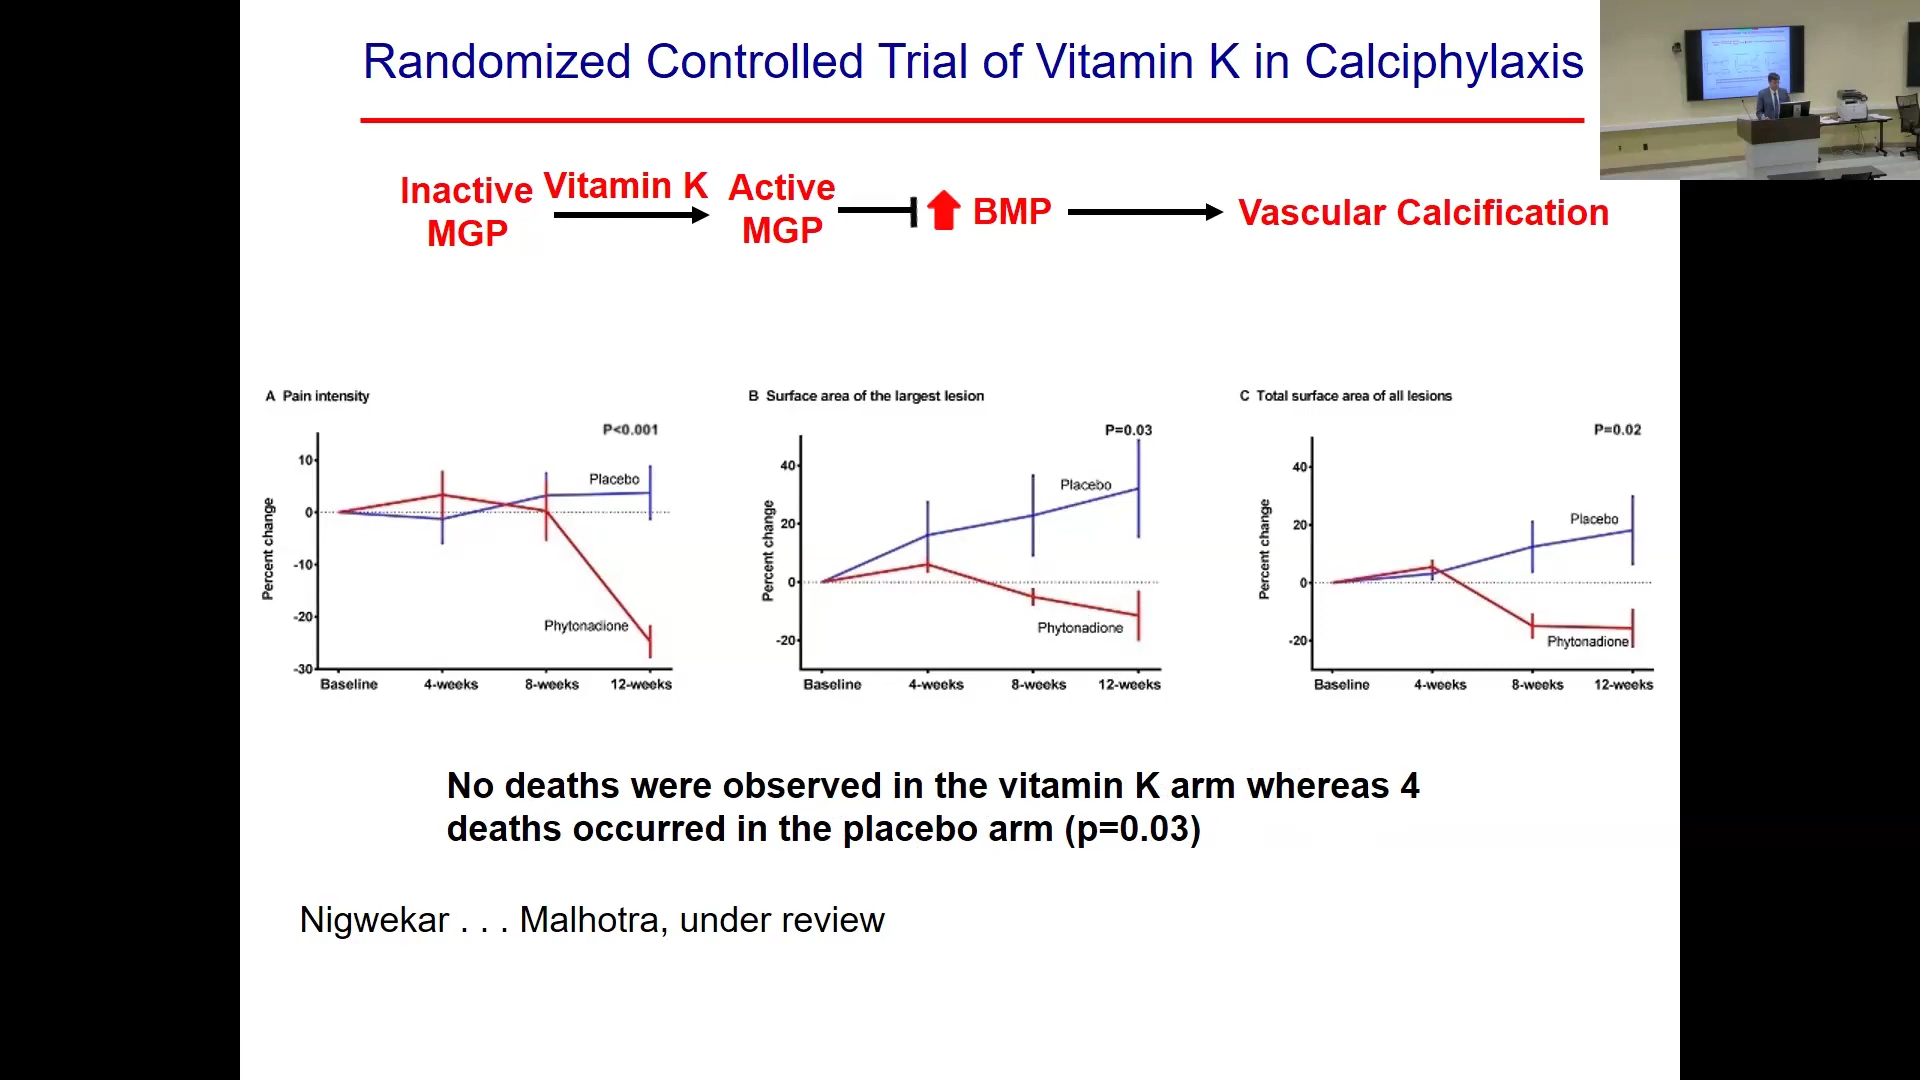 Randomized Controlled Trial of Vitamin K in Calciphylaxis
Inactive MGP
Vitamin K
Active MGP
BMP
Vascular Calcification
A Pain intensity
P<0.001
Percent change
10
0
-10
-20
-30
Placebo
Phytonadione
Baseline 4-weeks 8-weeks 12-weeks
B Surface area of the largest lesion
P=0.03
Percent change
40
20
0
-20
Placebo
Phytonadione
Baseline 4-weeks 8-weeks 12-weeks
C Total surface area of all lesions
P=0.02
Percent change
40
20
0
-20
Placebo
Phytonadione
Baseline 4-weeks 8-weeks 12-weeks
No deaths were observed in the vitamin K arm whereas 4
deaths occurred in the placebo arm (p=0.03)
Nigwekar . . . Malhotra, under review